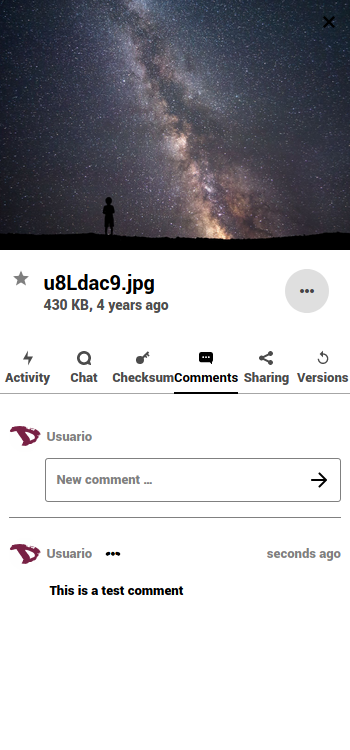 u8Ldac9.jpg
430 KB, 4 years ago
Activity Chat Checksum Comments Sharing Versions
Usuario
New comment ...
Usuario seconds ago
This is a test comment